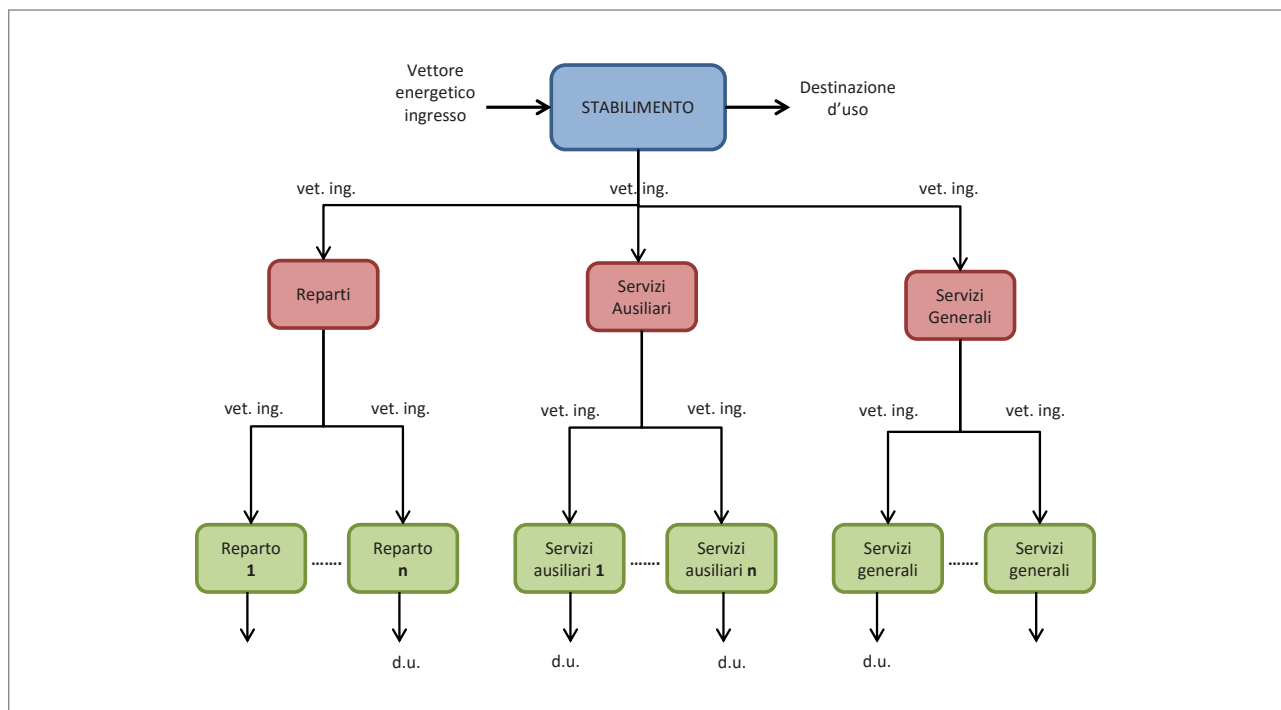 Vettore
energetico
ingresso
STABILIMENTO
Destinazione
d’uso
vet. ing.
vet. ing.
vet. ing.
Reparti
Servizi
Ausiliari
Servizi
Generali
vet. ing.
vet. ing.
vet. ing.
vet. ing.
vet. ing.
vet. ing.
Reparto
1
…….
Reparto
n
Servizi
ausiliari 1
…….
Servizi
ausiliari n
Servizi
generali
…….
Servizi
generali
d.u.
d.u.
d.u.
d.u.